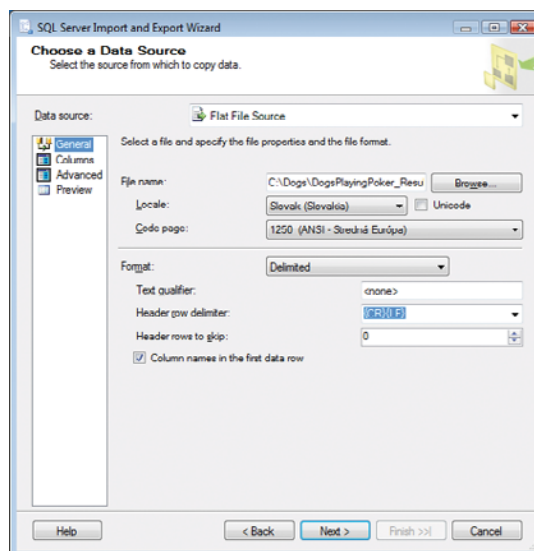 SQL Server Import and Export Wizard
Choose a Data Source
Select the source from which to copy data.
Data source: Flat File Source
General
Columns
Advanced
Preview
Select a file and specify the file properties and the file format.
File name: C:\Dogs\DogsPlayingPoker_Resu Browse...
Locale: Slovak (Slovakia) Unicode
Code page: 1250 (ANSI - Stredná Európa)
Format: Delimited
Text qualifier: <none>
Header row delimiter: {CR}{LF}
Header rows to skip: 0
Column names in the first data row
Help < Back Next > Finish >>| Cancel